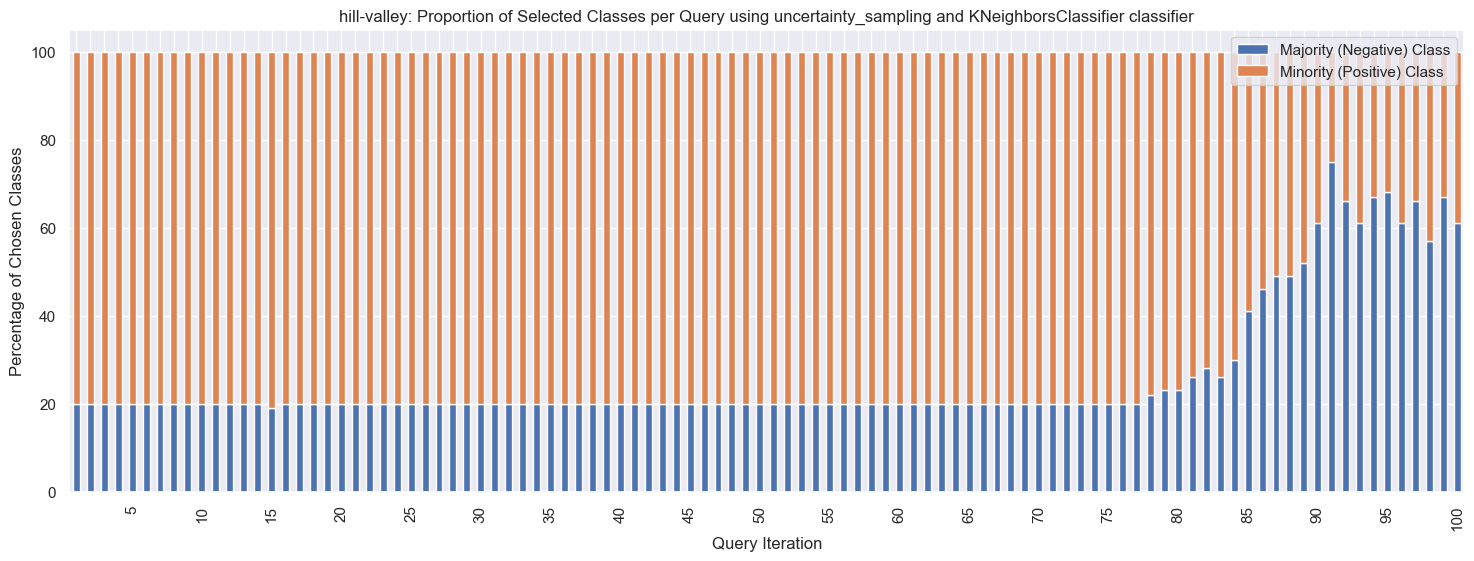 hill-valley: Proportion of Selected Classes per Query using uncertainty_sampling and KNeighborsClassifier classifier
Majority (Negative) Class
Minority (Positive) Class
Percentage of Chosen Classes
100
80
60
40
20
0
5 10 15 20 25 30 35 40 45 50 55 60 65 70 75 80 85 90 95 100
Query Iteration